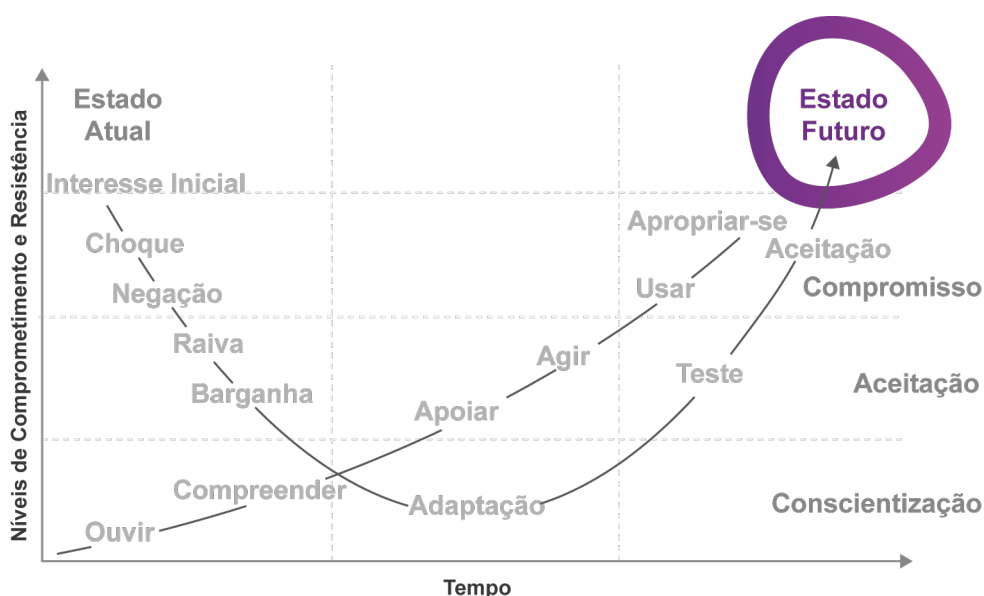 Níveis de Comprometimento e Resistência
Estado
Atual
Estado
Futuro
Interesse Inicial
Choque
Negação
Raiva
Barganha
Adaptação
Teste
Aceitação
Ouvir
Compreender
Apoiar
Agir
Usar
Apropriar-se
Compromisso
Aceitação
Conscientização
Tempo